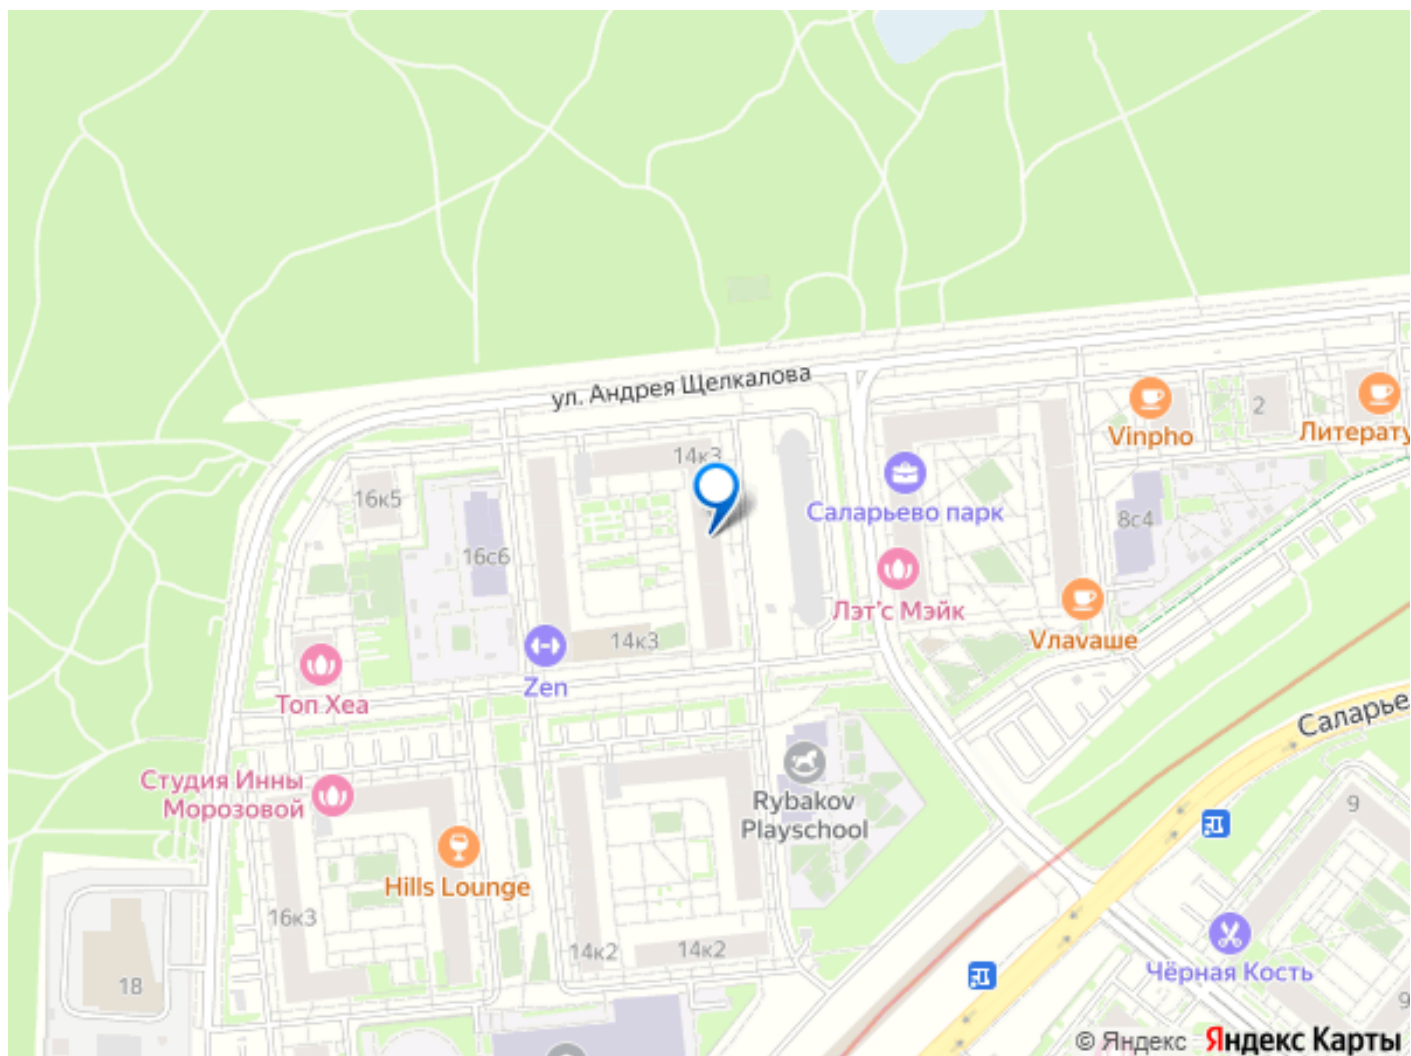 ул. Андрея Щелкалова
Vinpho
2
Литерату
14к3
16к5
Саларьево парк
8с4
16с6
Лэт’с Мэйк
Vлаvаше
14к3
Zen
Топ Хеа
Саларье
Студия Инны
Морозовой
Rybakov
Playschool
9
Hills Lounge
16к3
14к2
14к2
18
Чёрная Кость
9
© Яндекс Яндекс Карты